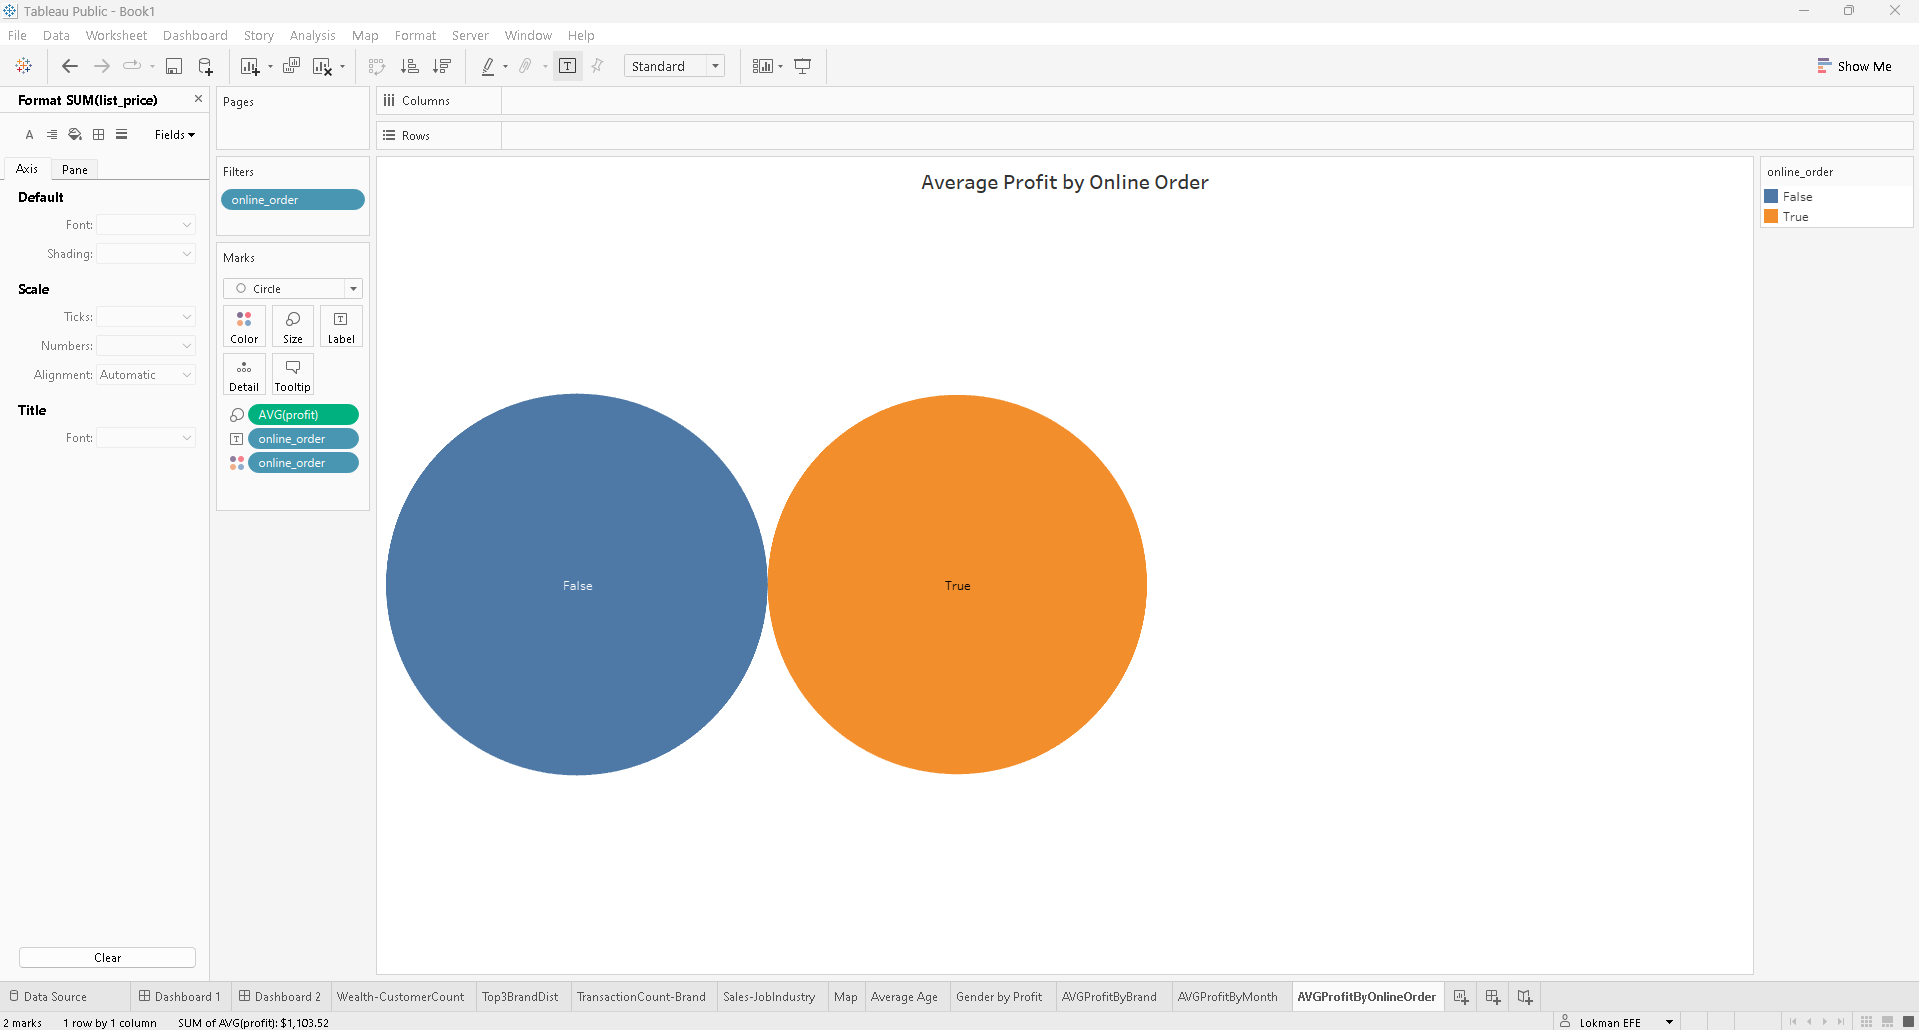 Tableau Public - Book1
File Data Worksheet Dashboard Story Analysis Map Format Server Window Help
Standard
Show Me
Format SUM(list_price)
Fields
Axis Pane
Default
Font:
Shading:
Scale
Ticks:
Numbers:
Alignment: Automatic
Title
Font:
Clear
Pages
Filters
online_order
Marks
Circle
Color Size Label
Detail Tooltip
AVG(profit)
online_order
online_order
Columns
Rows
Average Profit by Online Order
False
True
online_order
False
True
Data Source Dashboard 1 Dashboard 2 Wealth-CustomerCount Top3BrandDist TransactionCount-Brand Sales-JobIndustry Map Average Age Gender by Profit AVGProfitByBrand AVGProfitByMonth AVGProfitByOnlineOrder
2 marks 1 row by 1 column SUM of AVG(profit): $1,103.52
Lokman EFE